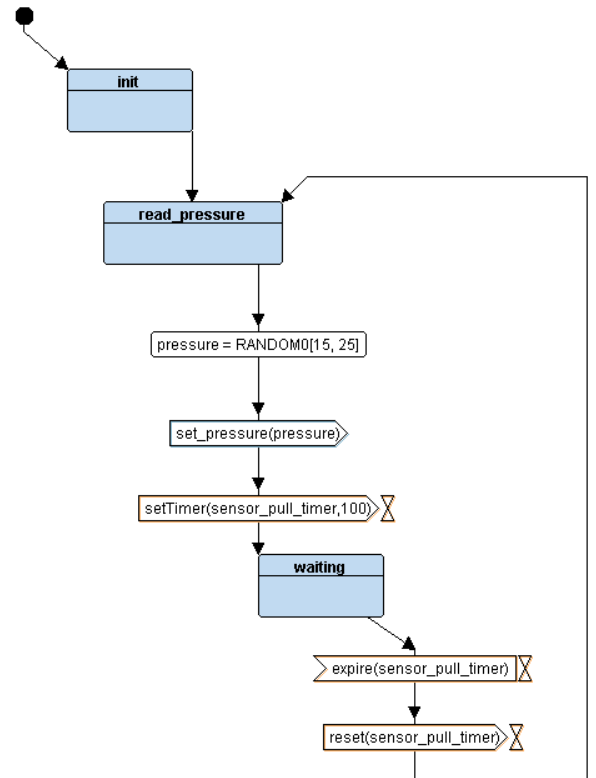 init
read_pressure
pressure = RANDOM0[15, 25]
set_pressure(pressure)
setTimer(sensor_pull_timer,100)
waiting
expire(sensor_pull_timer)
reset(sensor_pull_timer)